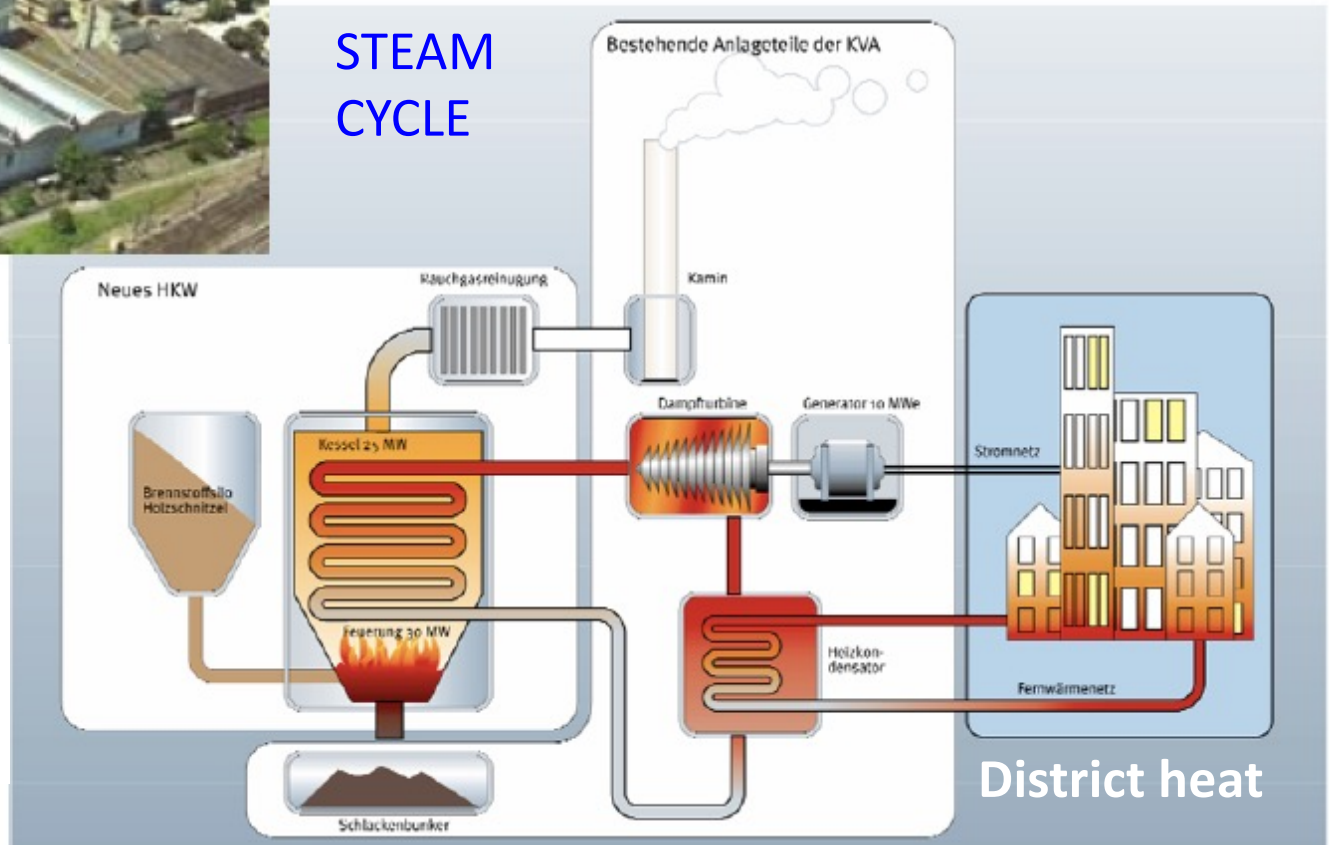 STEAM
CYCLE
Bestehende Anlageteile der KVA
Neues HKW
Rauchgasreinugung
Kamin
Dampfturbine
Generator 10 MWe
Kessel 25 MW
Stromnetz
Brennstoffsilo
Holzschnitzel
Feuerung 30 MW
Heizkon-
densator
Fernwärmenetz
District heat
Schlackenbunker